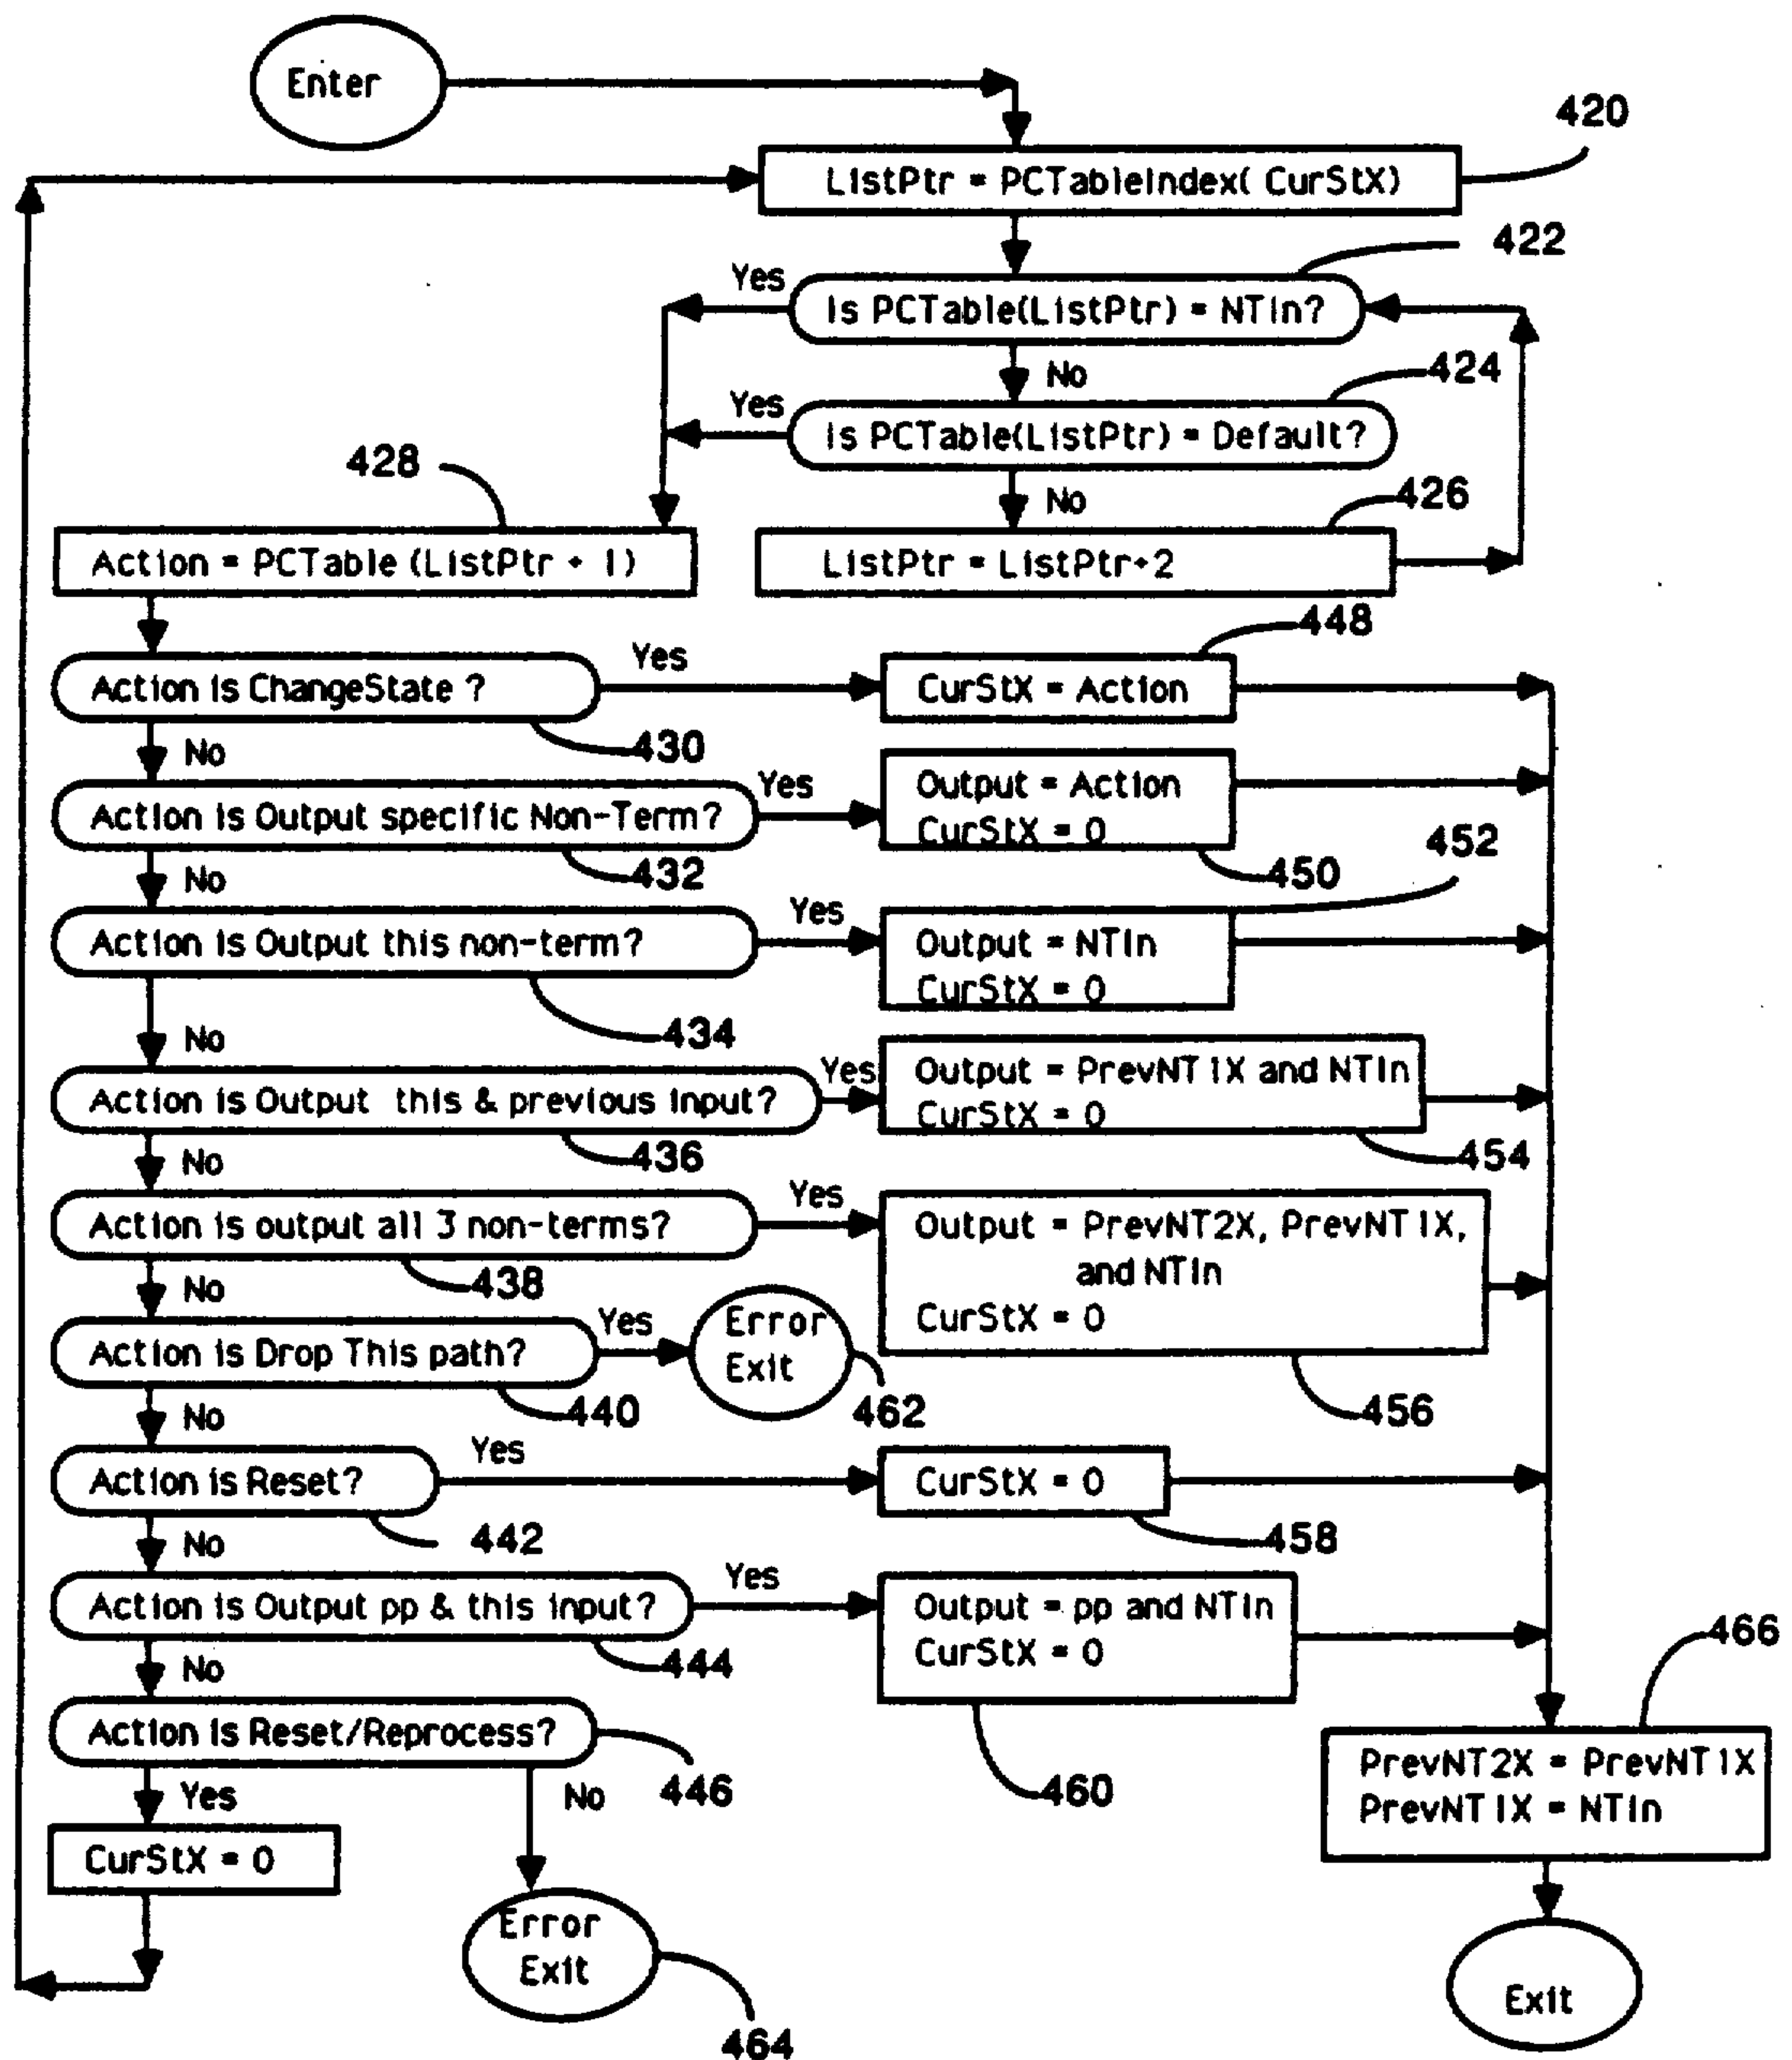 Enter
420
ListPtr = PCTableIndex( CurStX)
422
Yes
Is PCTable(ListPtr) = NTIn?
No
424
Yes
Is PCTable(ListPtr) = Default?
428
No
426
Action = PCTable (ListPtr + 1)
ListPtr = ListPtr+2
448
Action is ChangeState ?
Yes
CurStX = Action
430
No
Action is Output specific Non-Term?
Yes
Output = Action
CurStX = 0
452
432
450
No
Action is Output this non-term?
Yes
Output = NTIn
CurStX = 0
434
No
Action is Output this & previous input?
Yes
Output = PrevNT1X and NTIn
CurStX = 0
436
454
No
Action is output all 3 non-terms?
Yes
Output = PrevNT2X, PrevNT1X,
and NTIn
CurStX = 0
438
No
Action is Drop This path?
Yes
Error
Exit
440
462
456
No
Action is Reset?
Yes
CurStX = 0
442
458
No
Action is Output pp & this input?
Yes
Output = pp and NTIn
CurStX = 0
444
466
No
Action is Reset/Reprocess?
446
460
PrevNT2X = PrevNT1X
PrevNT1X = NTIn
Yes
No
CurStX = 0
Error
Exit
464
Exit